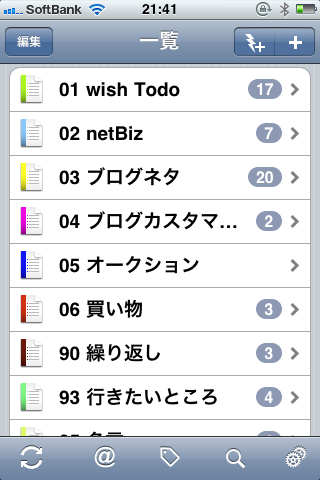 SoftBank 21:41
編集 一覧
01 wish Todo 17
02 netBiz 7
03 ブログネタ 20
04 ブログカスタマ... 2
05 オークション
06 買い物 3
90 繰り返し 3
93 行きたいところ 4